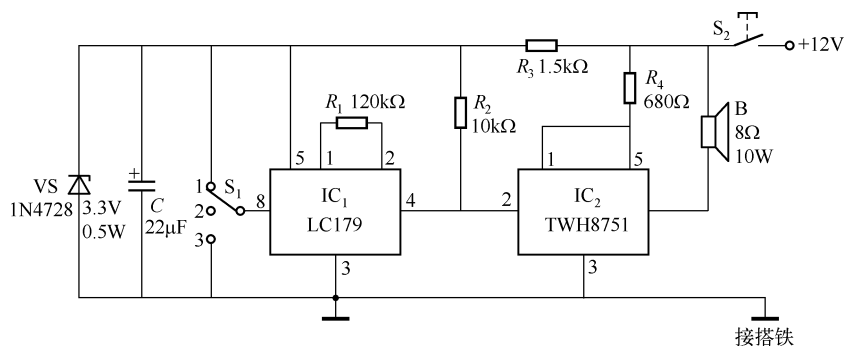 S2
+12V
R3 1.5kΩ
R4
680Ω
R1 120kΩ
R2
10kΩ
B
8Ω
10W
5
1
2
1
5
VS
1N4728
3.3V
0.5W
+
C
22μF
1
2
3
S1
8
IC1
LC179
4
2
IC2
TWH8751
3
3
接搭铁